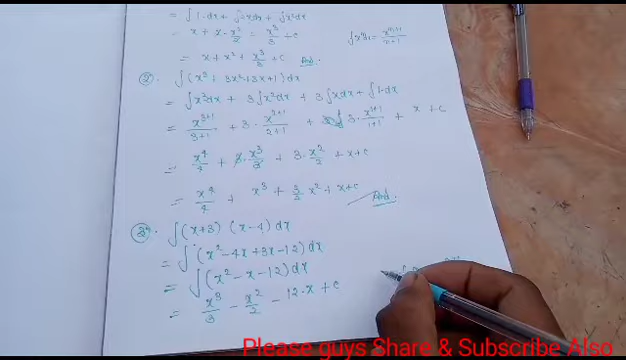 = ∫1·dx + ∫2xdx + ∫x²dx
= x + 2·x²/2 + x³/3 + c
∫xⁿdx = xⁿ⁺¹/n+1
= x + x² + x³/3 + c Ans.
2. ∫(x³ + 3x² + 3x + 1) dx
= ∫x³dx + 3∫x²dx + 3∫xdx + ∫1·dx
= x³⁺¹/3+1 + 3·x²⁺¹/2+1 + 3·x¹⁺¹/1+1 + x + c
= x⁴/4 + 3·x³/3 + 3·x²/2 + x + c
= x⁴/4 + x³ + 3/2 x² + x + c Ans.
3. ∫(x+3) (x-4) dx
= ∫(x² - 4x + 3x - 12) dx
= ∫(x² - x - 12) dx
= x³/3 - x²/2 - 12·x + c
Please guys Share & Subscribe Also